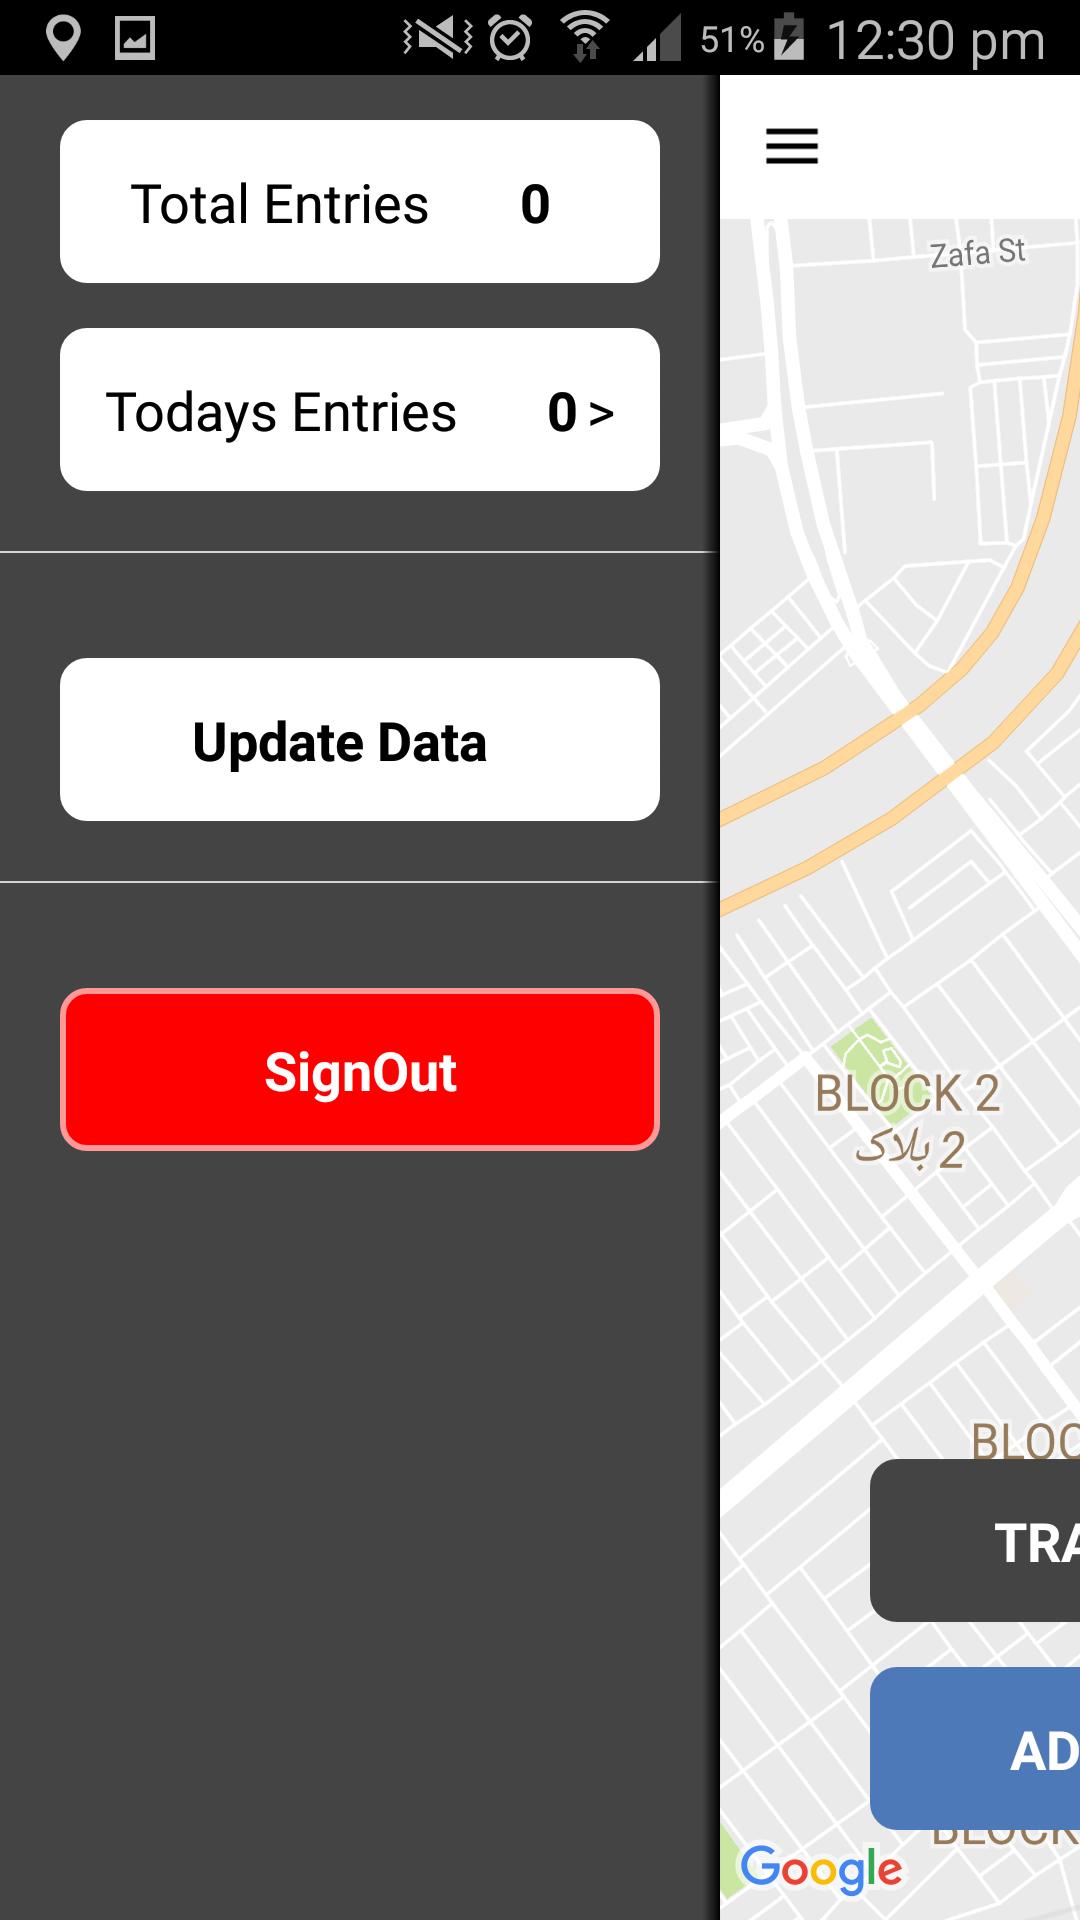 51% 12:30 pm
Total Entries 0
Todays Entries 0 >
Update Data
SignOut
Zafa St
BLOCK 2
2 بلاک
BLOC
TRA
AD
BLOCK
Google